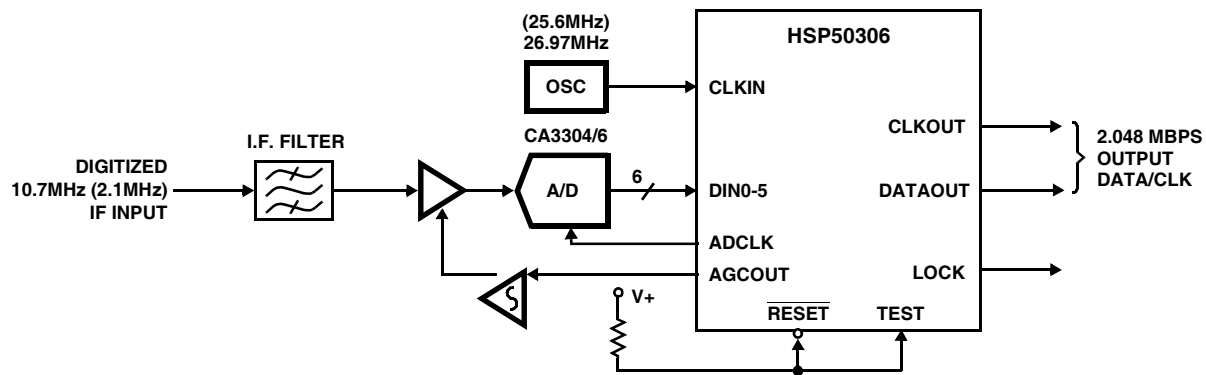 (25.6MHz)
26.97MHz
HSP50306
OSC
CLKIN
I.F. FILTER
CA3304/6
CLKOUT
2.048 MBPS
OUTPUT
DATA/CLK
DIGITIZED
10.7MHz (2.1MHz)
IF INPUT
A/D
6
DIN0-5
DATAOUT
ADCLK
AGCOUT
LOCK
V+
RESET
TEST